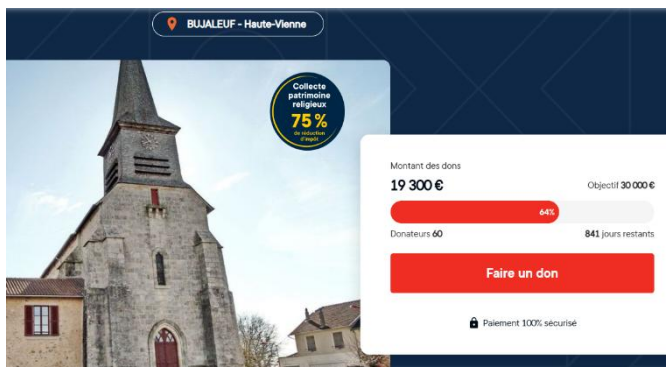 BUJALEUF - Haute-Vienne
Collecte
patrimoine
religieux
75 %
de réduction
d'impôt
Montant des dons
19 300 € Objectif 30 000 €
64%
Donateurs 60 841 jours restants
Faire un don
Paiement 100% sécurisé